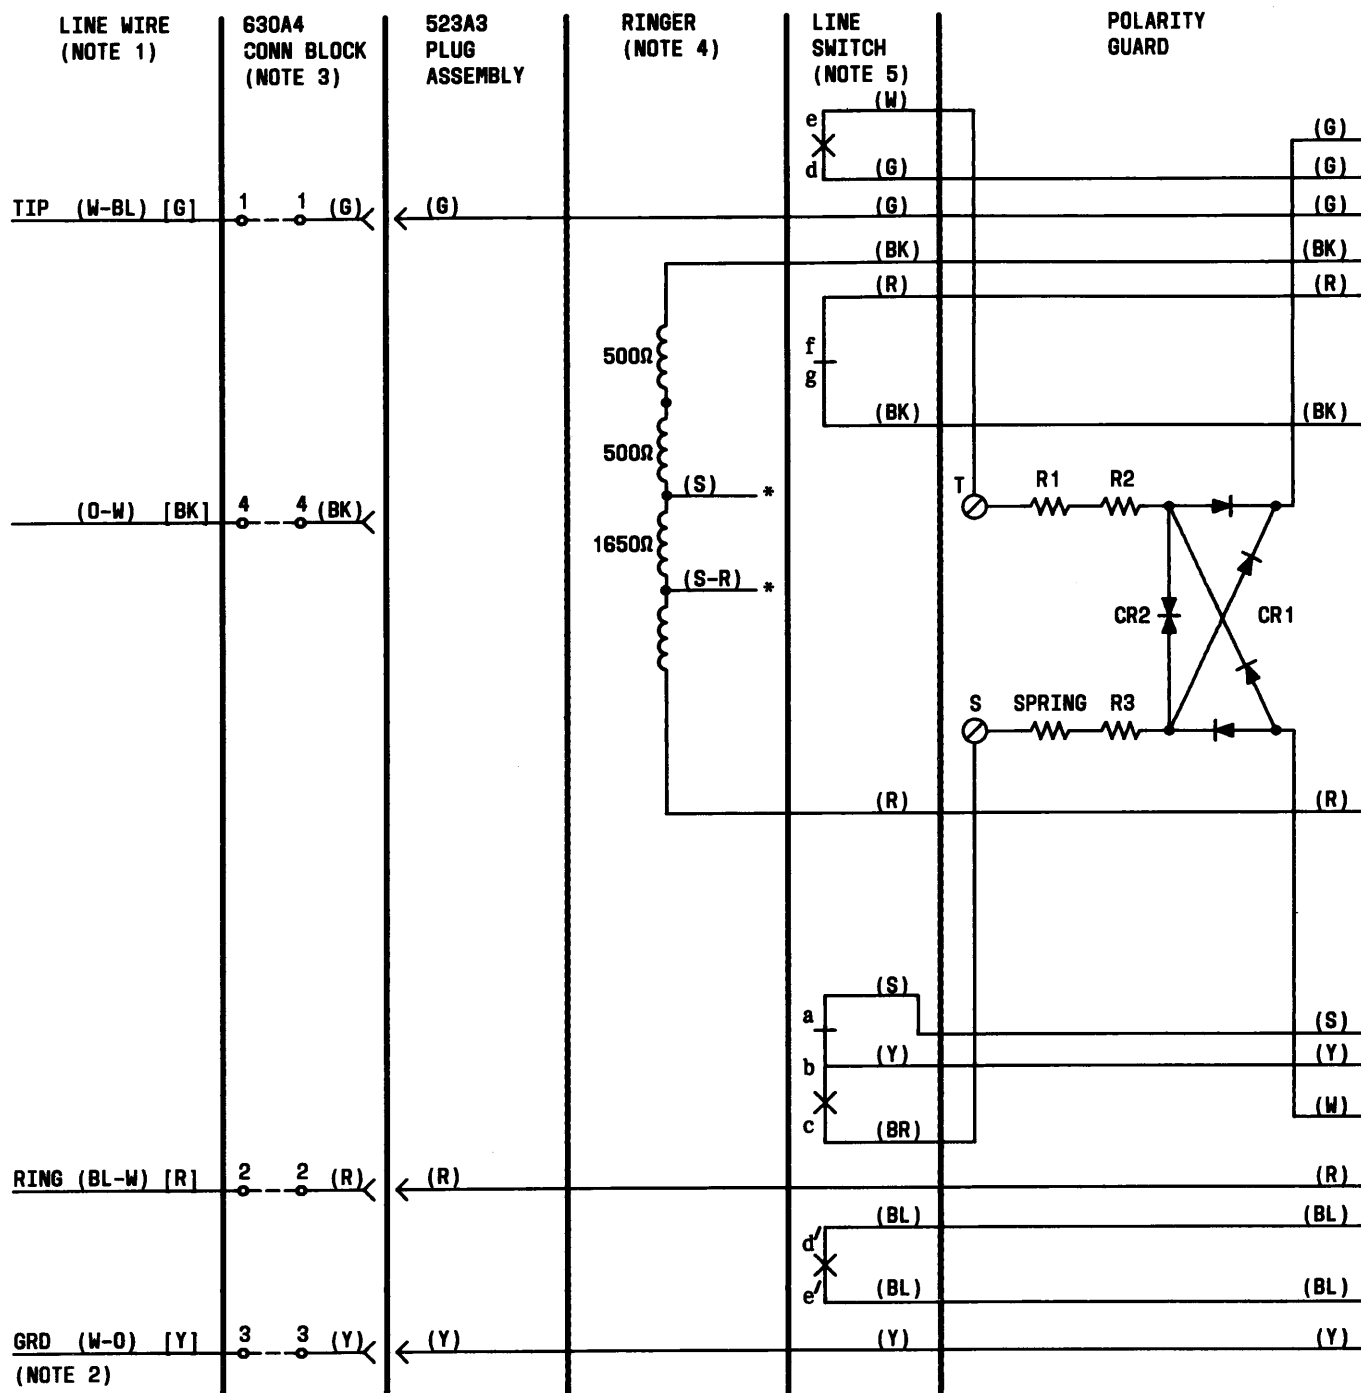 LINE WIRE
(NOTE 1)
630A4
CONN BLOCK
(NOTE 3)
523A3
PLUG
ASSEMBLY
RINGER
(NOTE 4)
LINE
SWITCH
(NOTE 5)
POLARITY
GUARD
(W)
e
(G)
d (G) (G)
TIP (W-BL) [G] 1 1 (G) (G) (G) (G)
(BK) (BK)
(R) (R)
f
500Ω
g
(BK) (BK)
500Ω
(S) *
T R1 R2
(O-W) [BK] 4 4 (BK)
1650Ω
(S-R) *
CR2 CR1
S SPRING R3
(R) (R)
(S)
a (S)
b (Y) (Y)
(W)
c (BR)
RING (BL-W) [R] 2 2 (R) (R) (R)
(BL) (BL)
d′
e′ (BL) (BL)
GRD (W-O) [Y] 3 3 (Y) (Y) (Y) (Y)
(NOTE 2)